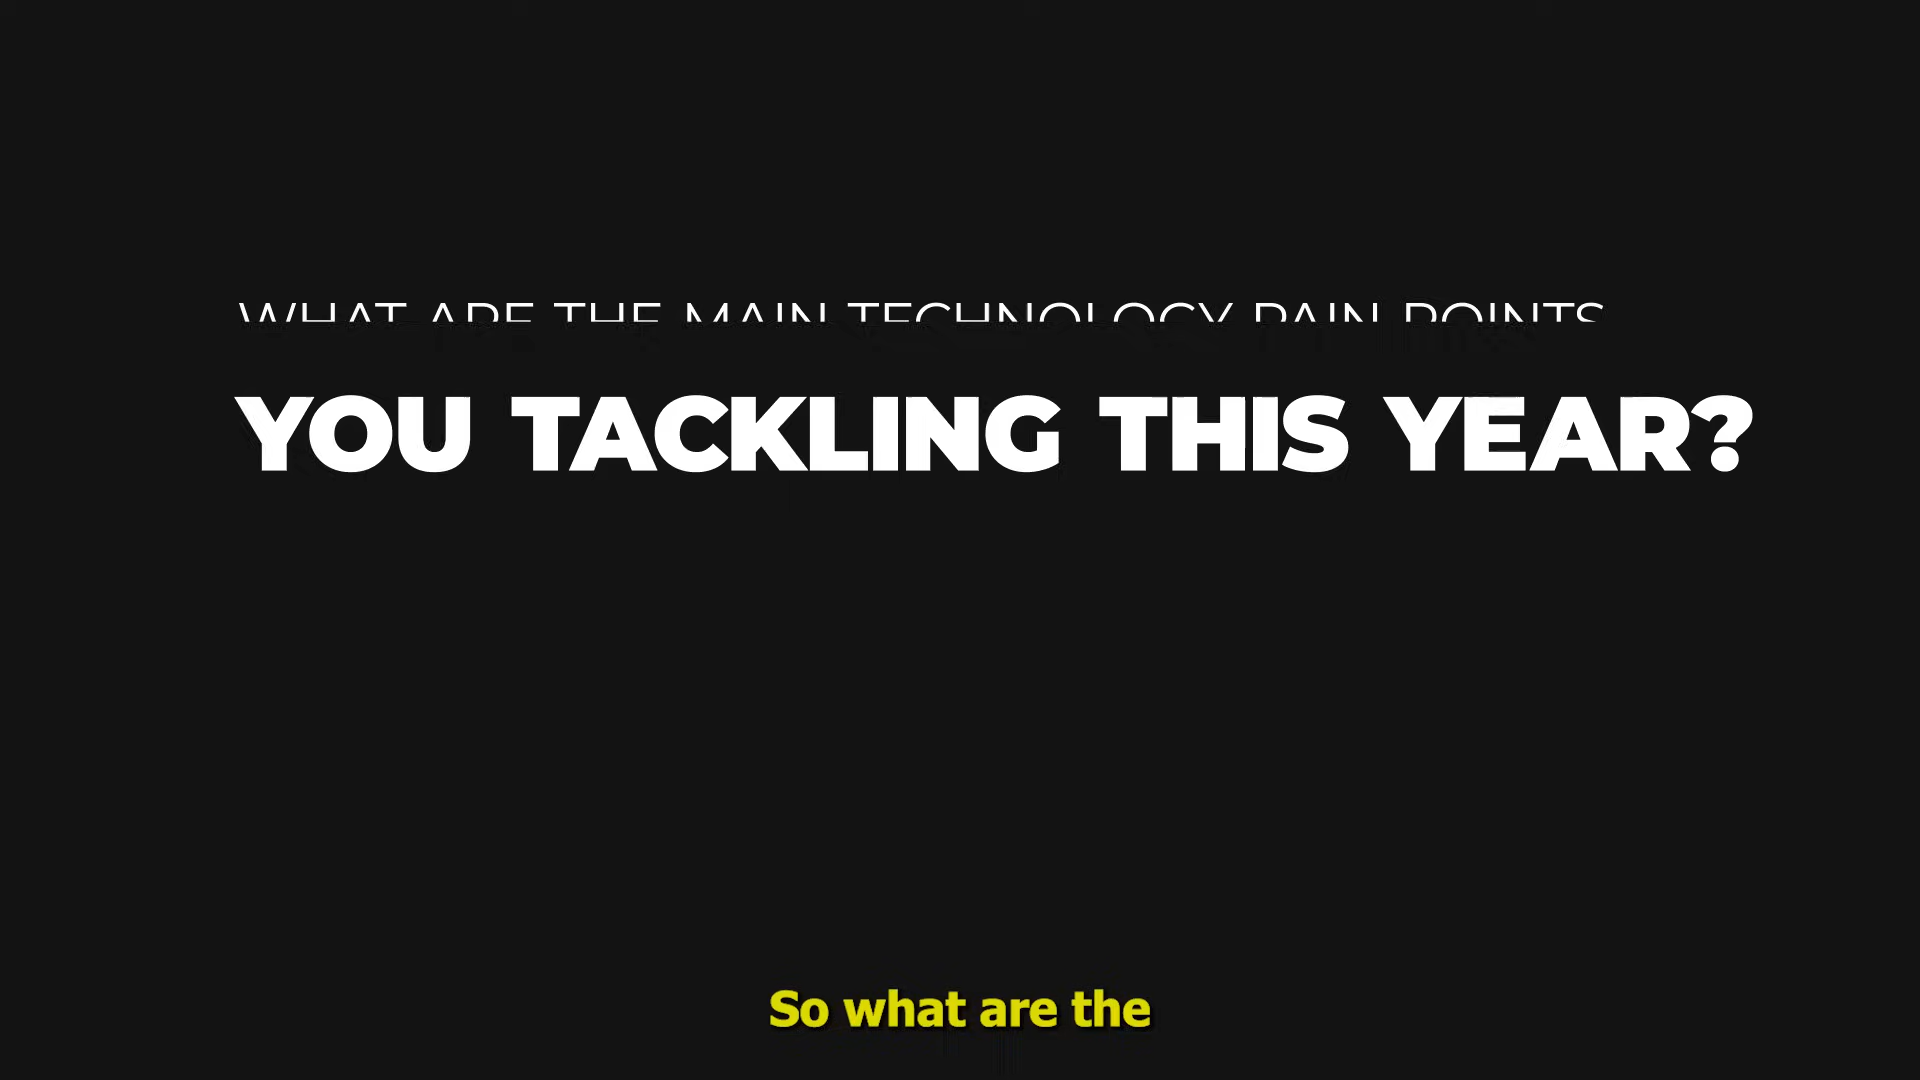 WHAT ARE THE MAIN TECHNOLOGY PAIN POINTS
YOU TACKLING THIS YEAR?
So what are the